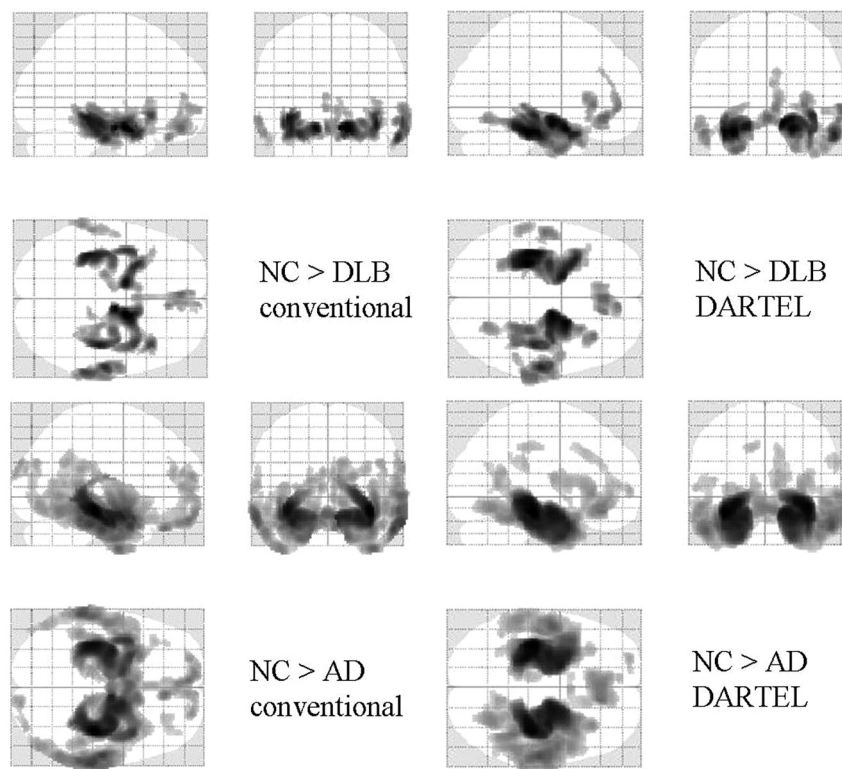 NC > DLB
conventional
NC > DLB
DARTEL
NC > AD
conventional
NC > AD
DARTEL